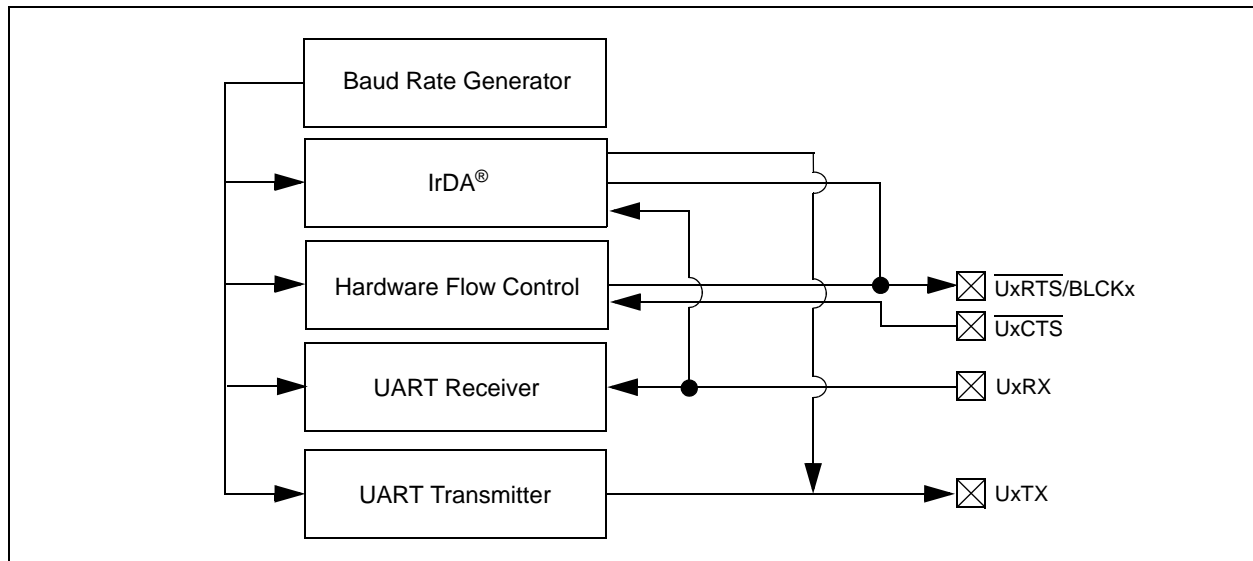 Baud Rate Generator
IrDA®
Hardware Flow Control
UxRTS/BLCKx
UxCTS
UART Receiver
UxRX
UART Transmitter
UxTX